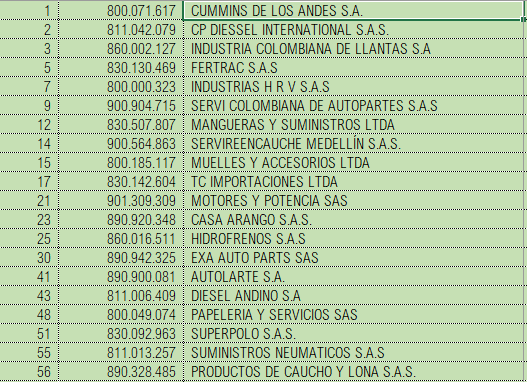 1 800.071.617 CUMMINS DE LOS ANDES S.A.
2 811.042.079 CP DIESSEL INTERNATIONAL S.A.S.
3 860.002.127 INDUSTRIA COLOMBIANA DE LLANTAS S.A
5 830.130.469 FERTRAC S.A.S
7 800.000.323 INDUSTRIAS H R V S.A.S
9 900.904.715 SERVI COLOMBIANA DE AUTOPARTES S.A.S
12 830.507.807 MANGUERAS Y SUMINISTROS LTDA
14 900.564.863 SERVIREENCAUCHE MEDELLÍN S.A.S.
15 800.185.117 MUELLES Y ACCESORIOS LTDA
17 830.142.604 TC IMPORTACIONES LTDA
21 901.309.309 MOTORES Y POTENCIA SAS
23 890.920.348 CASA ARANGO S.A.S.
25 860.016.511 HIDROFRENOS S.A.S
30 890.942.325 EXA AUTO PARTS SAS
41 890.900.081 AUTOLARTE S.A.
43 811.006.409 DIESEL ANDINO S.A
48 800.049.074 PAPELERIA Y SERVICIOS SAS
51 830.092.963 SUPERPOLO S.A.S.
55 811.013.257 SUMINISTROS NEUMATICOS S.A.S
56 890.328.485 PRODUCTOS DE CAUCHO Y LONA S.A.S.